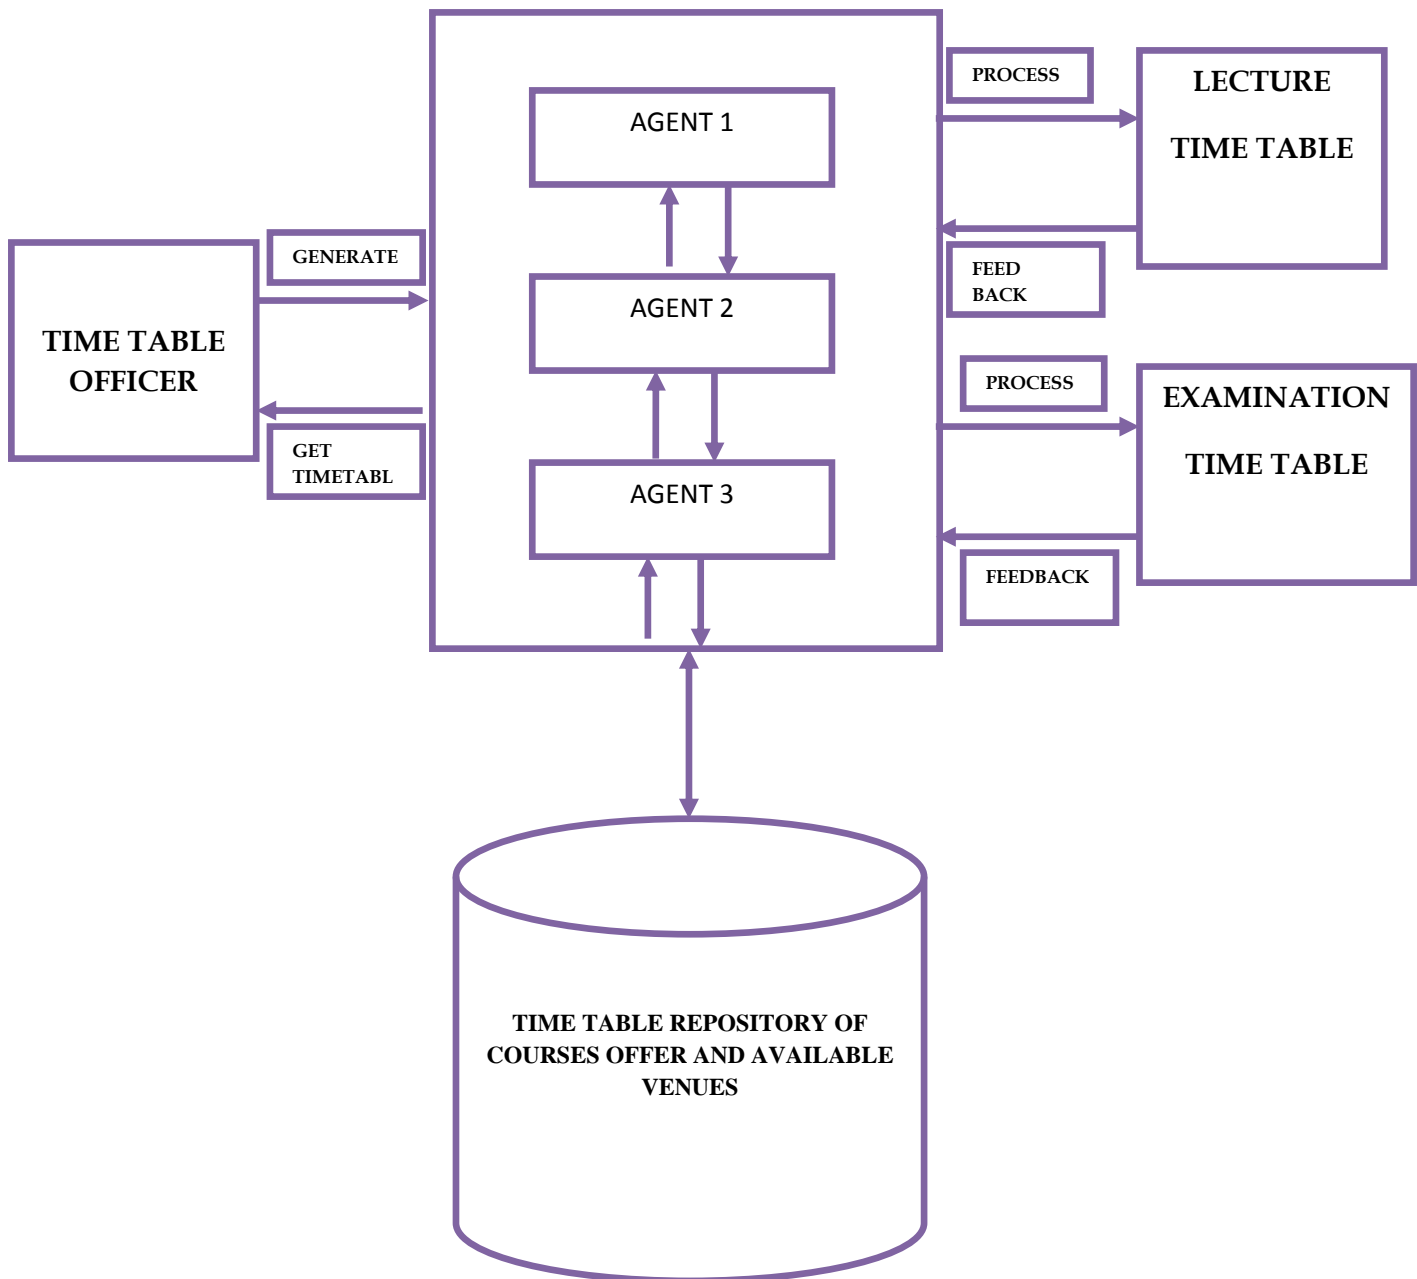 PROCESS
LECTURE
TIME TABLE
AGENT 1
GENERATE
FEED
BACK
AGENT 2
TIME TABLE
OFFICER
PROCESS
EXAMINATION
TIME TABLE
GET
TIMETABL
AGENT 3
FEEDBACK
TIME TABLE REPOSITORY OF
COURSES OFFER AND AVAILABLE
VENUES